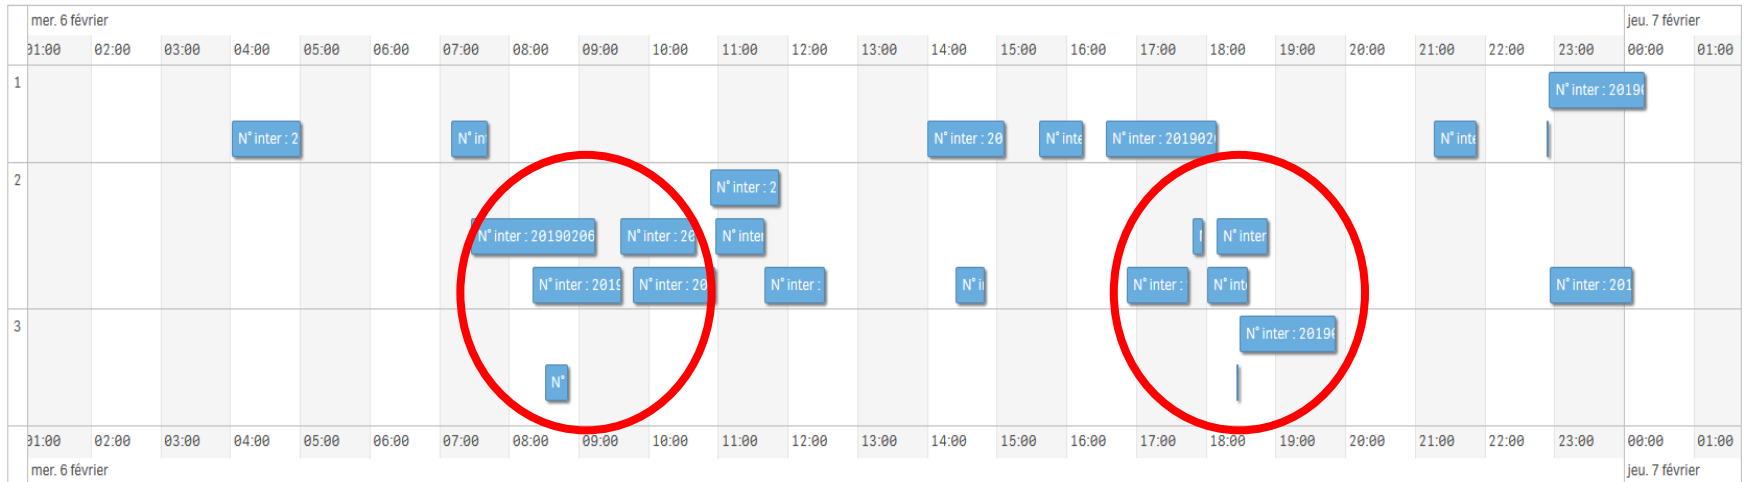 mer. 6 février jeu. 7 février
01:00 02:00 03:00 04:00 05:00 06:00 07:00 08:00 09:00 10:00 11:00 12:00 13:00 14:00 15:00 16:00 17:00 18:00 19:00 20:00 21:00 22:00 23:00 00:00 01:00
1
N° inter : 2019
N° inter : 2 N° in N° inter : 20 N° inte N° inter : 2019020 N° inte
2
N° inter : 2
N° inter : 20190206 N° inter : 20 N° inter N° inter
N° inter : 2019 N° inter : 20 N° inter : N° i N° inter : N° int N° inter : 201
3
N° inter : 2019
N°
01:00 02:00 03:00 04:00 05:00 06:00 07:00 08:00 09:00 10:00 11:00 12:00 13:00 14:00 15:00 16:00 17:00 18:00 19:00 20:00 21:00 22:00 23:00 00:00 01:00
mer. 6 février jeu. 7 février